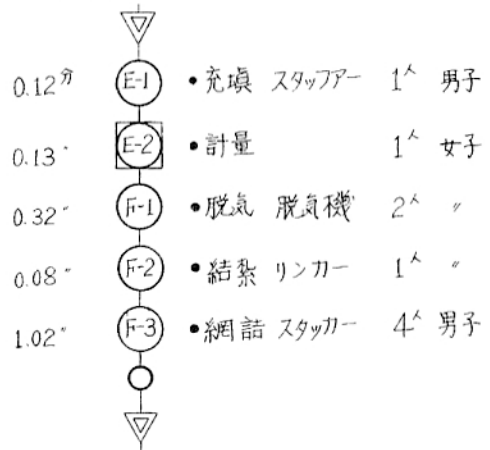 0.12分 E-1 •充塡 スタッファー 1人 男子
0.13〃 E-2 •計量 1人 女子
0.32〃 F-1 •脱気 脱気機 2人 〃
0.08〃 F-2 •結紮 リンカー 1人 〃
1.02〃 F-3 •網詰 スタッカー 4人 男子